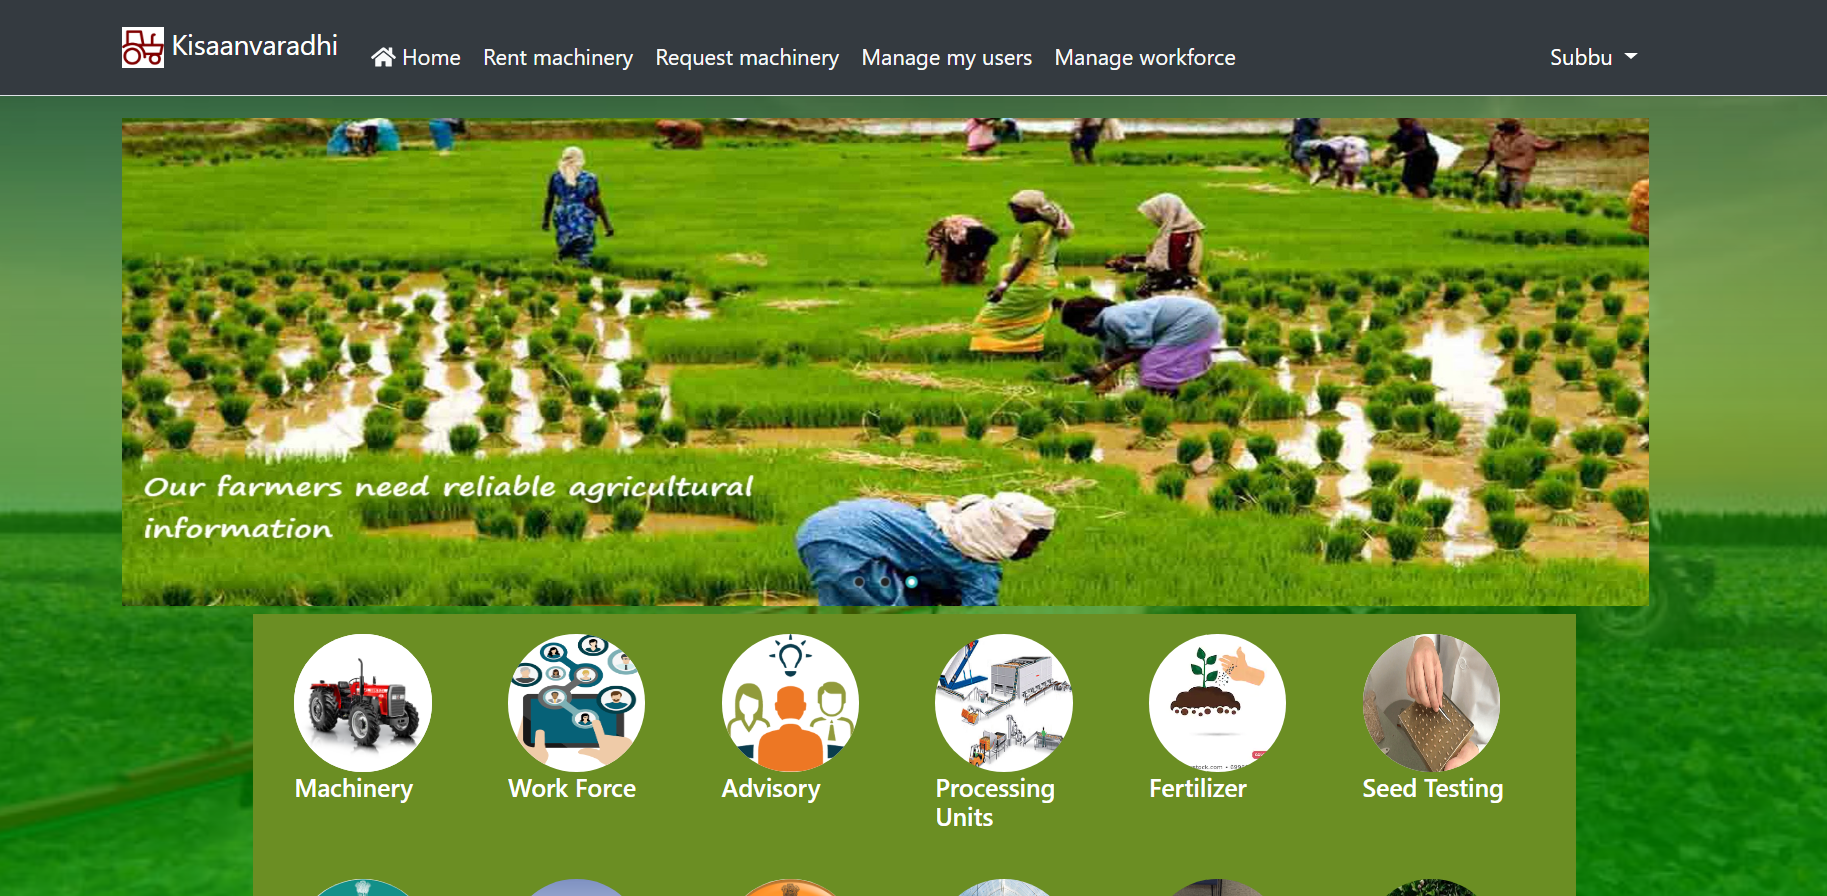 Kisaanvaradhi
Home
Rent machinery
Request machinery
Manage my users
Manage workforce
Subbu
Our farmers need reliable agricultural
information
Machinery
Work Force
Advisory
Processing
Units
Fertilizer
Seed Testing